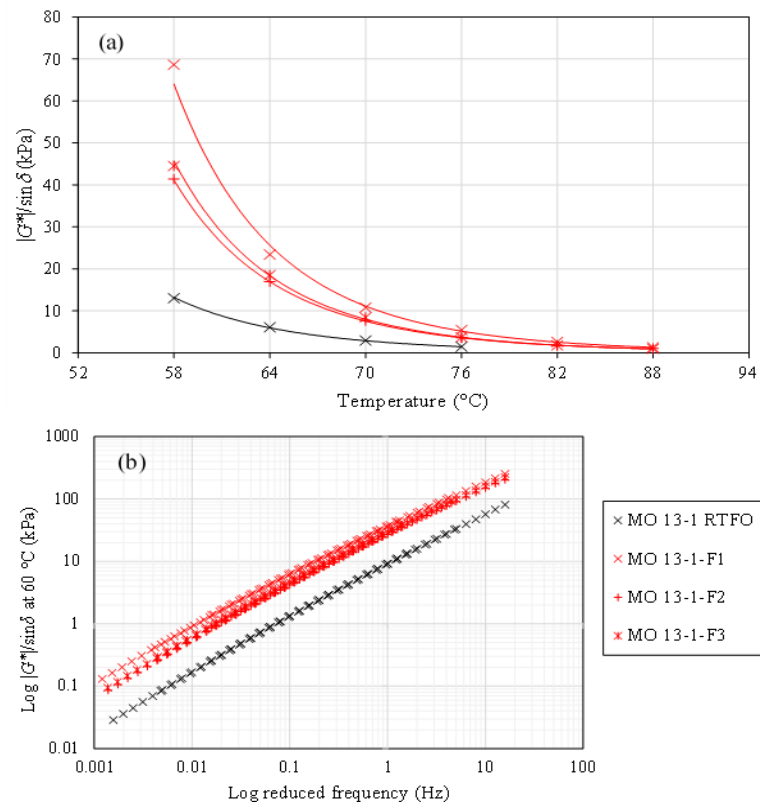 (a)
|G*|/sin δ (kPa)
80
70
60
50
40
30
20
10
0
52 58 64 70 76 82 88 94
Temperature (°C)
(b)
Log |G*|/sinδ at 60 °C (kPa)
1000
100
10
1
0.1
0.01
0.001 0.01 0.1 1 10 100
Log reduced frequency (Hz)
MO 13-1 RTFO
MO 13-1-F1
MO 13-1-F2
MO 13-1-F3